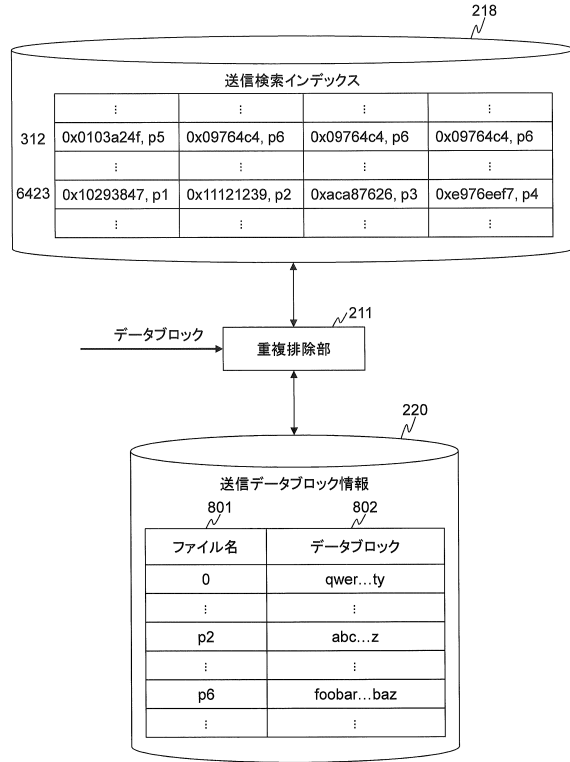 218
送信検索インデックス
⋮ ⋮ ⋮ ⋮
312 0x0103a24f, p5 0x09764c4, p6 0x09764c4, p6 0x09764c4, p6
⋮ ⋮ ⋮ ⋮
6423 0x10293847, p1 0x11121239, p2 0xaca87626, p3 0xe976eef7, p4
⋮ ⋮ ⋮ ⋮
211
データブロック
重複排除部
220
送信データブロック情報
801 802
ファイル名 データブロック
0 qwer…ty
⋮ ⋮
p2 abc…z
⋮ ⋮
p6 foobar…baz
⋮ ⋮